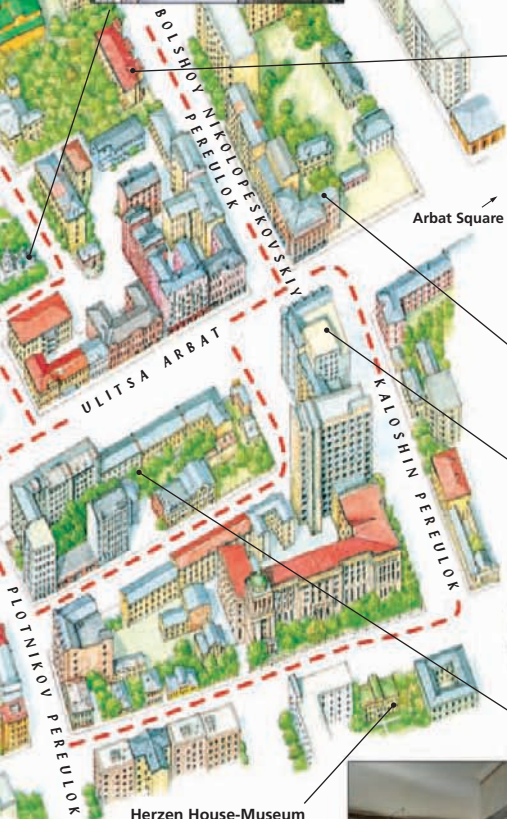 BOLSHOY NIKOLOPESKOVSKIY
PEREULOK
Arbat Square
ULITSA ARBAT
KALOSHIN PEREULOK
PLOTNIKOV PEREULOK
Herzen House-Museum